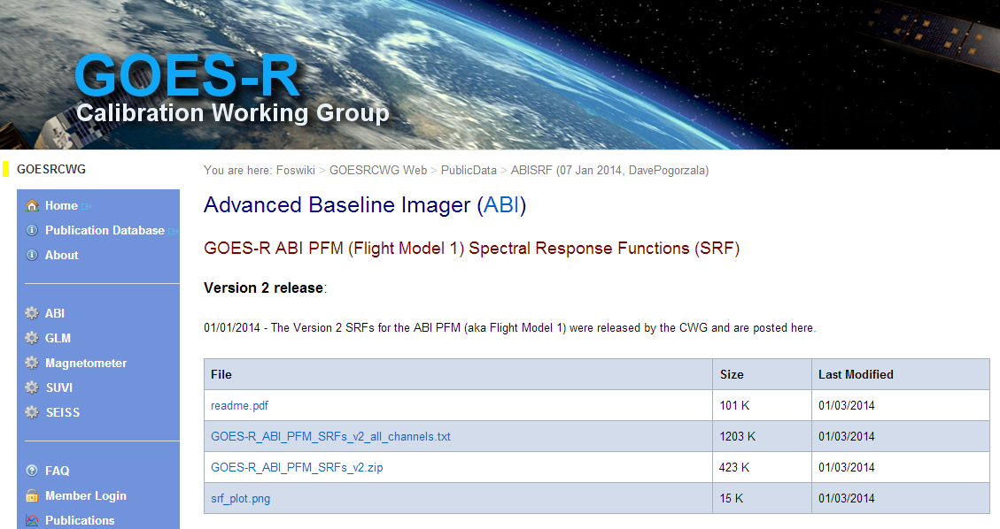 GOES-R
Calibration Working Group
GOESRCWG
Home
Publication Database
About
ABI
GLM
Magnetometer
SUVI
SEISS
FAQ
Member Login
Publications
You are here: Foswiki > GOESRCWG Web > PublicData > ABISRF (07 Jan 2014, DavePogorzala)
Advanced Baseline Imager (ABI)
GOES-R ABI PFM (Flight Model 1) Spectral Response Functions (SRF)
Version 2 release:
01/01/2014 - The Version 2 SRFs for the ABI PFM (aka Flight Model 1) were released by the CWG and are posted here.
File Size Last Modified
readme.pdf 101 K 01/03/2014
GOES-R_ABI_PFM_SRFs_v2_all_channels.txt 1203 K 01/03/2014
GOES-R_ABI_PFM_SRFs_v2.zip 423 K 01/03/2014
srf_plot.png 15 K 01/03/2014